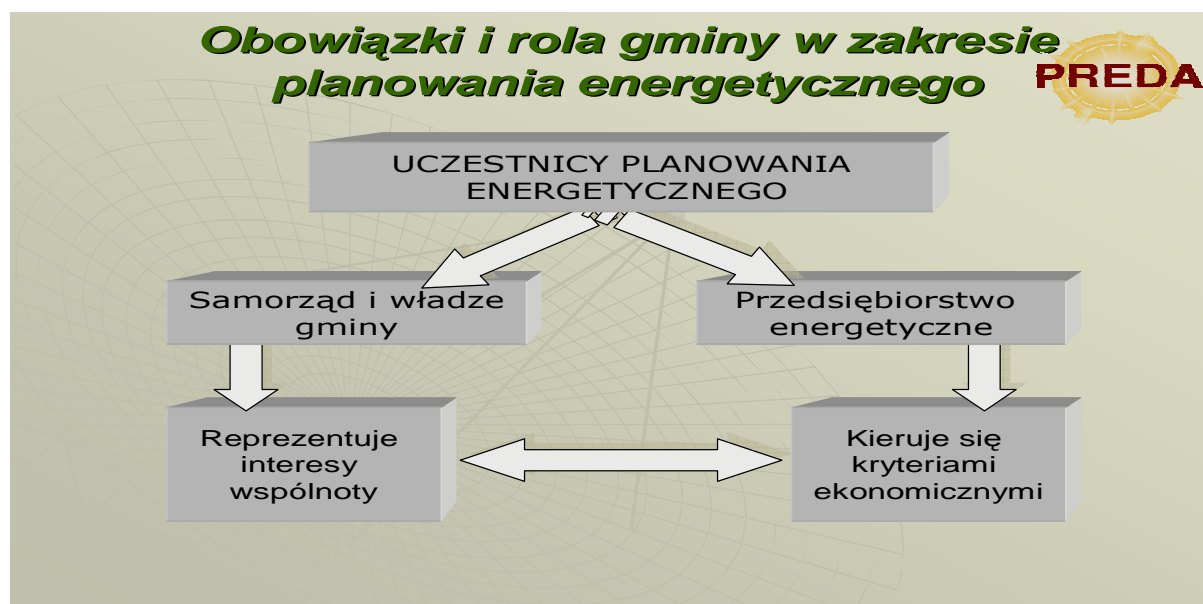 Obowiązki i rola gminy w zakresie
planowania energetycznego
PREDA
UCZESTNICY PLANOWANIA
ENERGETYCZNEGO
Samorząd i władze
gminy
Przedsiębiorstwo
energetyczne
Reprezentuje
interesy
wspólnoty
Kieruje się
kryteriami
ekonomicznymi